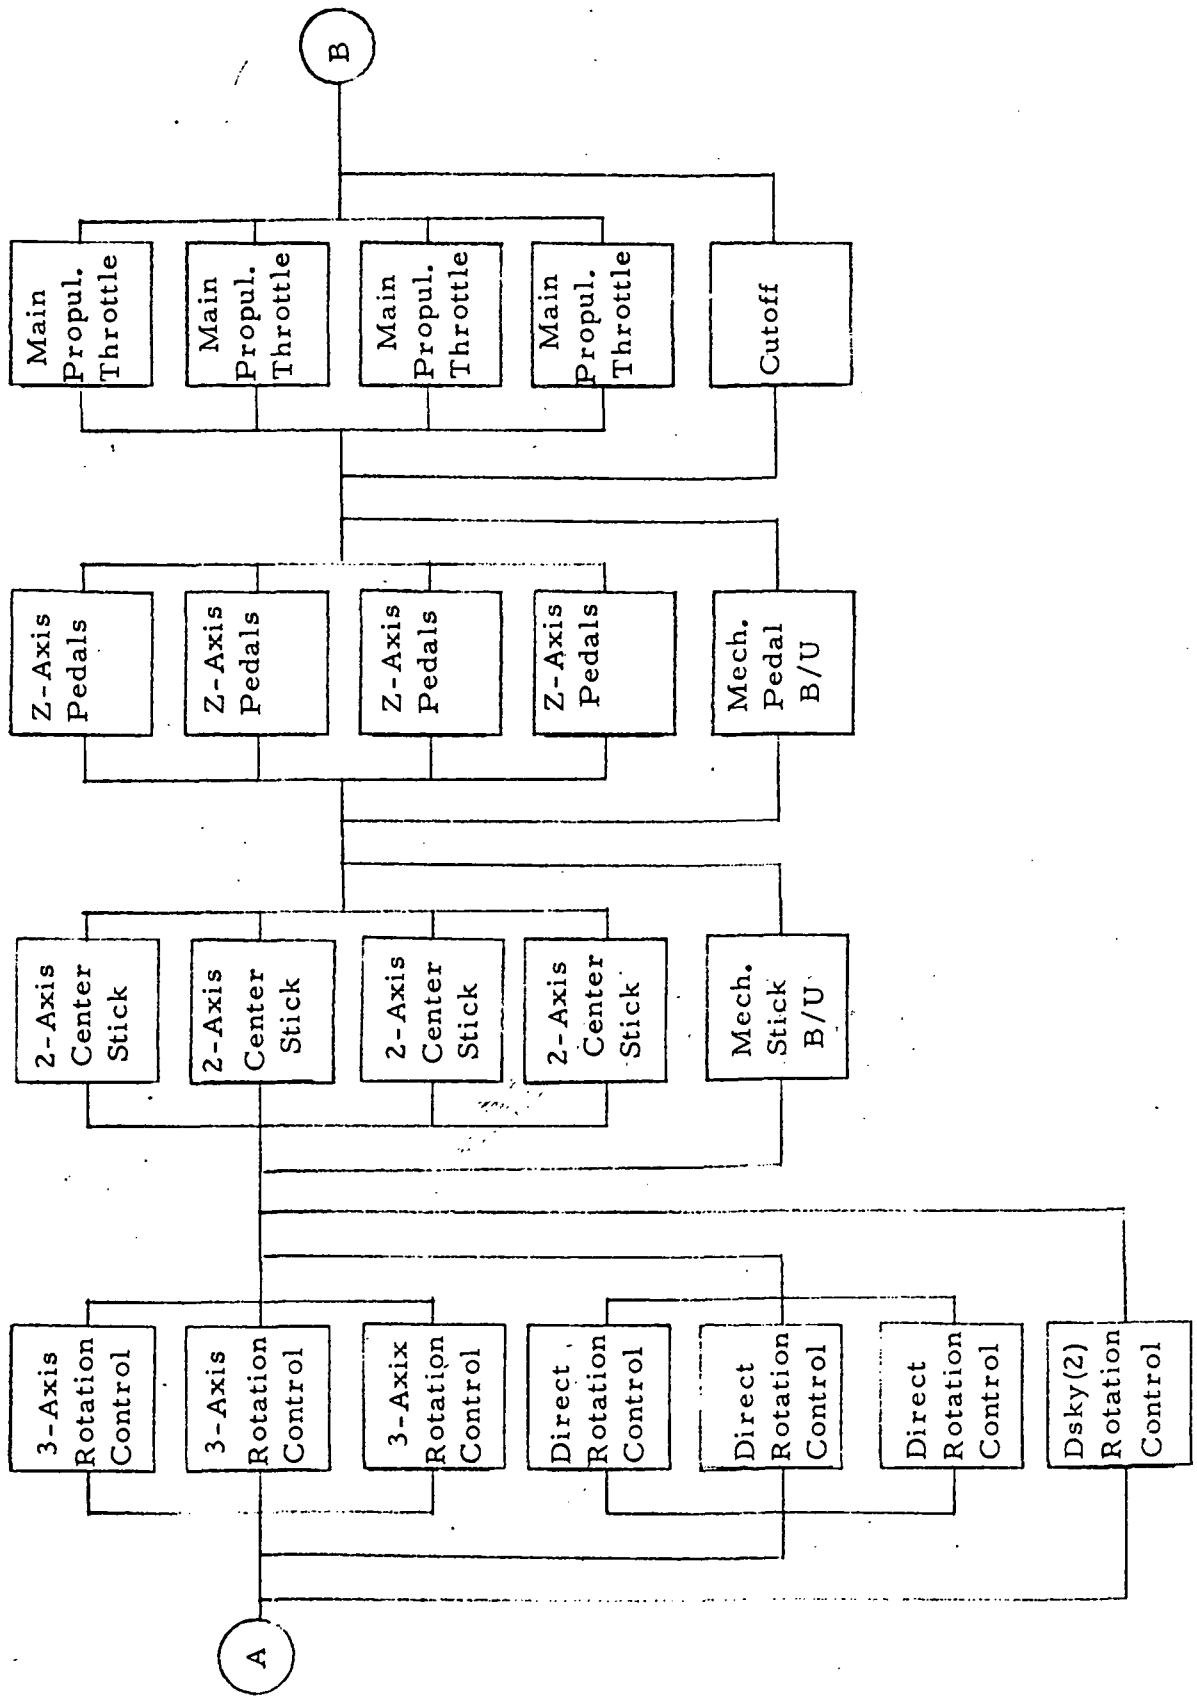 A
3-Axis
Rotation
Control
3-Axis
Rotation
Control
3-Axix
Rotation
Control
Direct
Rotation
Control
Direct
Rotation
Control
Direct
Rotation
Control
Dsky(2)
Rotation
Control
2-Axis
Center
Stick
2-Axis
Center
Stick
2-Axis
Center
Stick
2-Axis
Center
Stick
Mech.
Stick
B/U
Z-Axis
Pedals
Z-Axis
Pedals
Z-Axis
Pedals
Z-Axis
Pedals
Mech.
Pedal
B/U
Main
Propul.
Throttle
Main
Propul.
Throttle
Main
Propul.
Throttle
Main
Propul.
Throttle
Cutoff
B